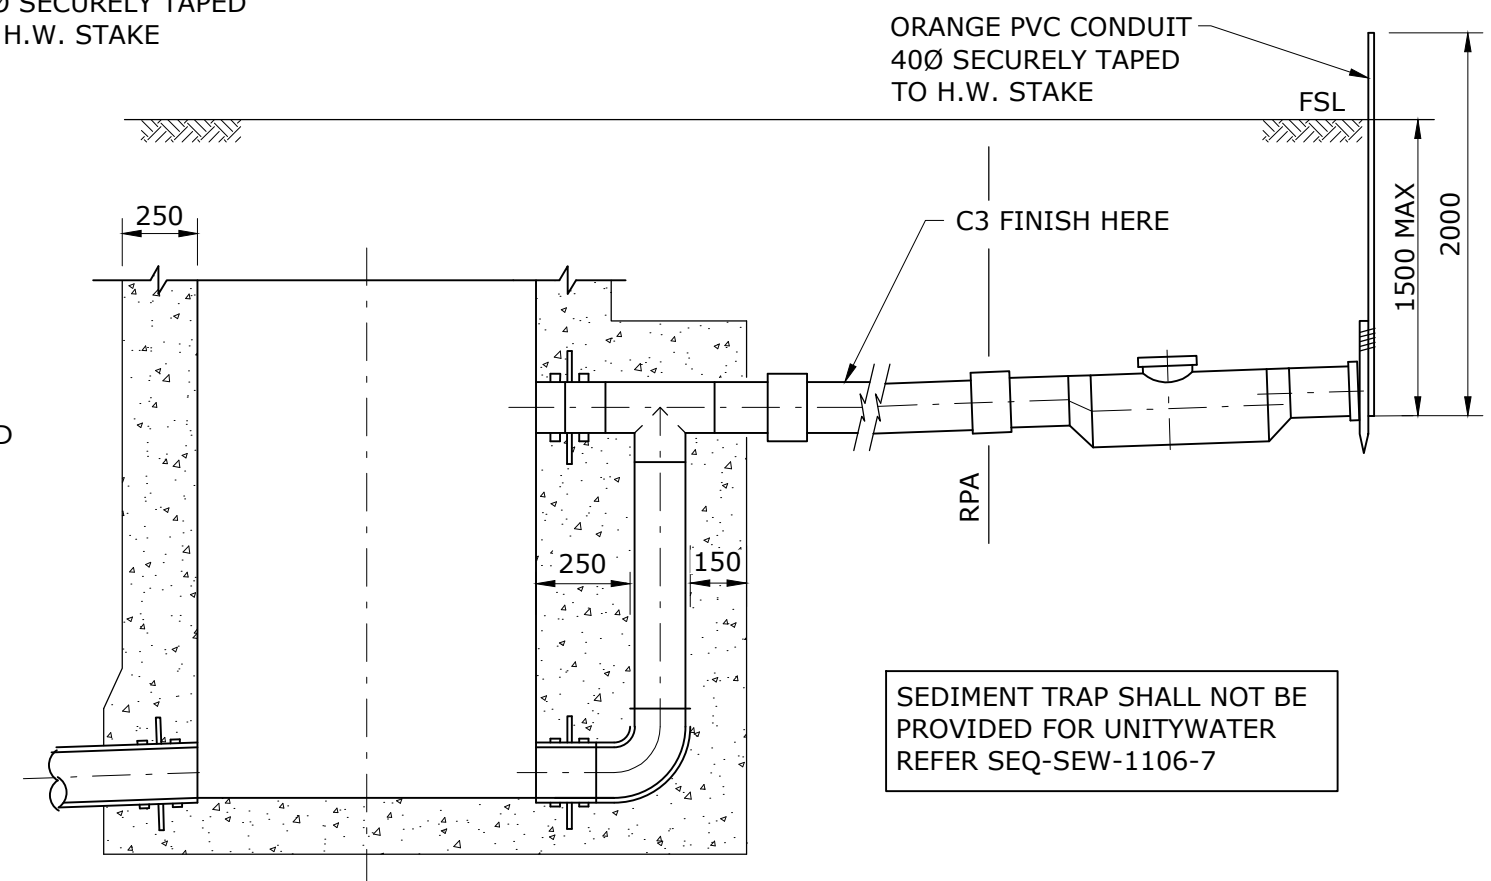 Ø SECURELY TAPED
H.W. STAKE
ORANGE PVC CONDUIT
40Ø SECURELY TAPED
TO H.W. STAKE
FSL
250
C3 FINISH HERE
1500 MAX
2000
D
RPA
250
150
SEDIMENT TRAP SHALL NOT BE
PROVIDED FOR UNITYWATER
REFER SEQ-SEW-1106-7